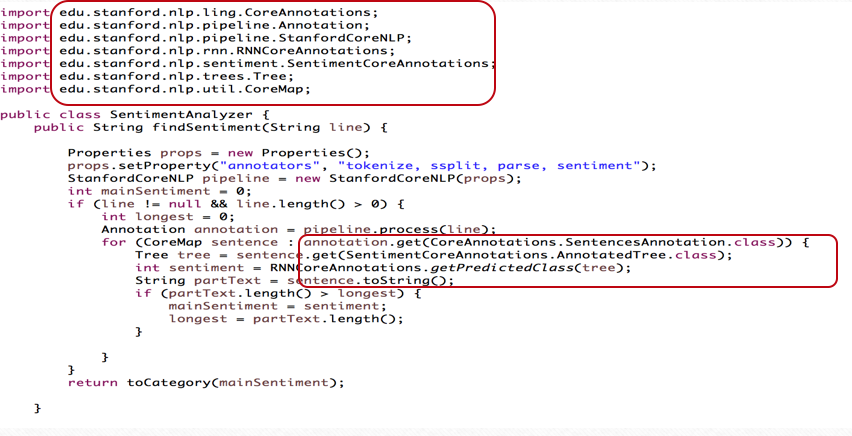 import edu.stanford.nlp.ling.CoreAnnotations;
import edu.stanford.nlp.pipeline.Annotation;
import edu.stanford.nlp.pipeline.StanfordCoreNLP;
import edu.stanford.nlp.rnn.RNNCoreAnnotations;
import edu.stanford.nlp.sentiment.SentimentCoreAnnotations;
import edu.stanford.nlp.trees.Tree;
import edu.stanford.nlp.util.CoreMap;
public class SentimentAnalyzer {
public String findSentiment(String line) {
Properties props = new Properties();
props.setProperty("annotators", "tokenize, ssplit, parse, sentiment");
StanfordCoreNLP pipeline = new StanfordCoreNLP(props);
int mainSentiment = 0;
if (line != null && line.length() > 0) {
int longest = 0;
Annotation annotation = pipeline.process(line);
for (CoreMap sentence : annotation.get(CoreAnnotations.SentencesAnnotation.class)) {
Tree tree = sentence.get(SentimentCoreAnnotations.AnnotatedTree.class);
int sentiment = RNNCoreAnnotations.getPredictedClass(tree);
String partText = sentence.toString();
if (partText.length() > longest) {
mainSentiment = sentiment;
longest = partText.length();
}
}
}
return toCategory(mainSentiment);
}